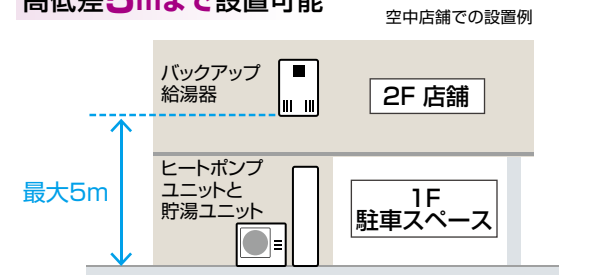 高低差5mまで設置可能
空中店舗での設置例
バックアップ
給湯器
2F 店舗
最大5m
ヒートポンプ
ユニットと
貯湯ユニット
1F
駐車スペース